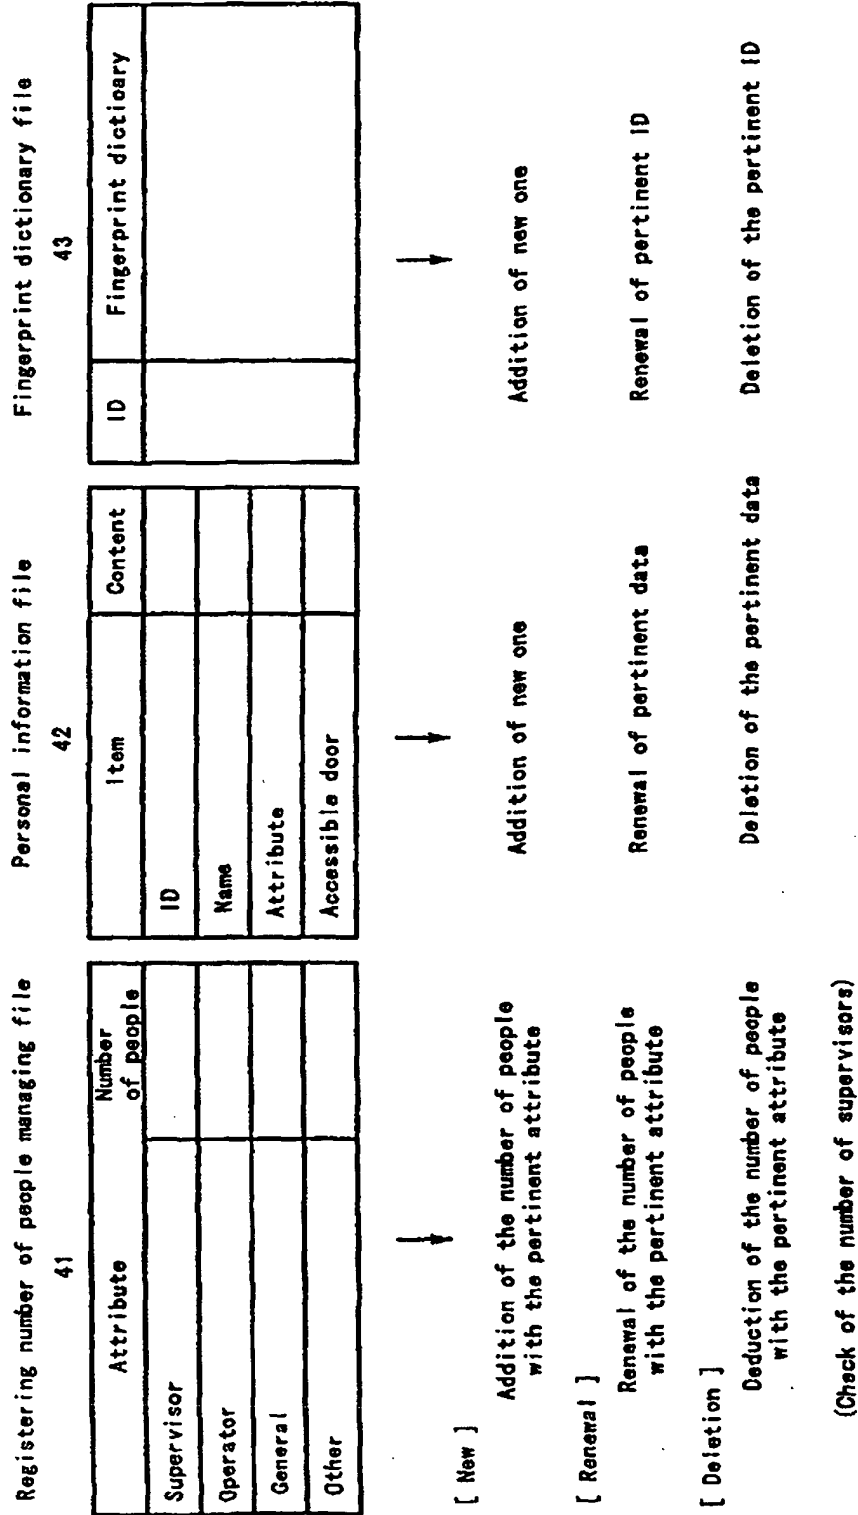 Registering number of people managing file
41
Attribute
Number
of people
Supervisor
Operator
General
Other
Personal information file
42
Item
Content
ID
Name
Attribute
Accessible door
Fingerprint dictionary file
43
ID
Fingerprint dictioary
[ New ]
Addition of the number of people
with the pertinent attribute
Addition of new one
Addition of new one
[ Renewal ]
Renewal of the number of people
with the pertinent attribute
Renewal of pertinent data
Renewal of pertinent ID
[ Deletion ]
Deduction of the number of people
with the pertinent attribute
Deletion of the pertinent data
Deletion of the pertinent ID
(Check of the number of supervisors)